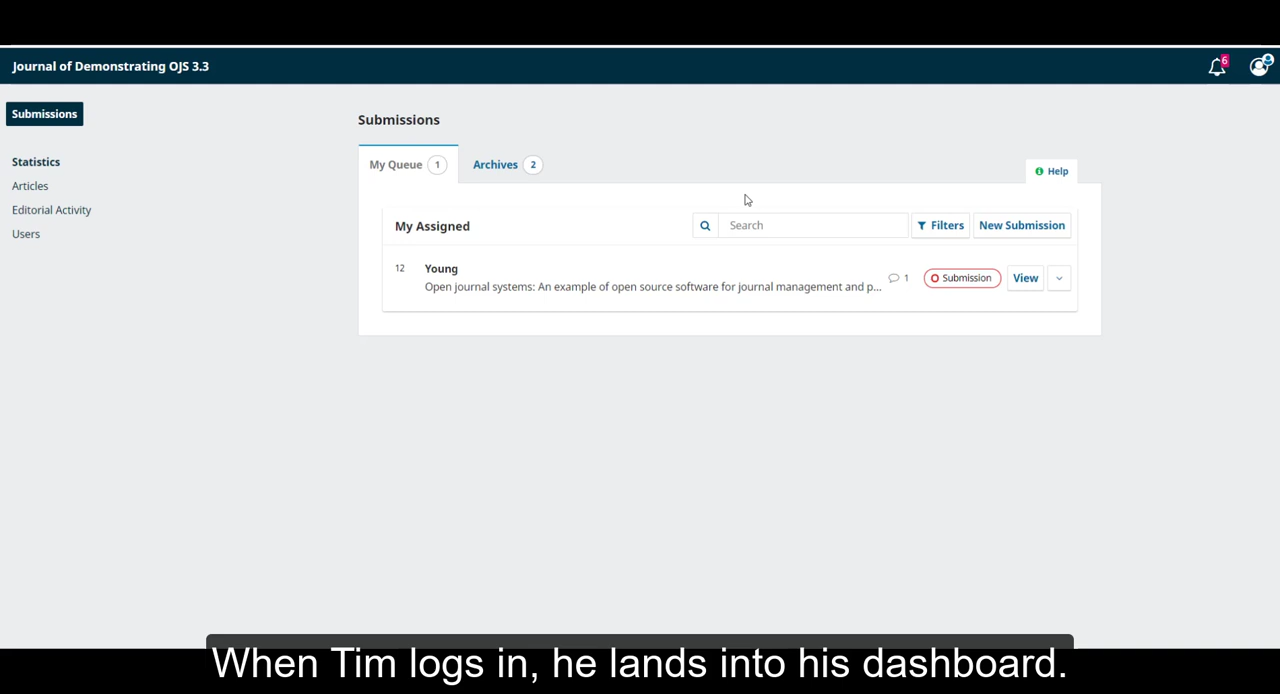 Journal of Demonstrating OJS 3.3
6
Submissions
Statistics
Articles
Editorial Activity
Users
Submissions
My Queue 1
Archives 2
Help
My Assigned
Search
Filters
New Submission
12
Young
Open journal systems: An example of open source software for journal management and p...
1
Submission
View
When Tim logs in, he lands into his dashboard.